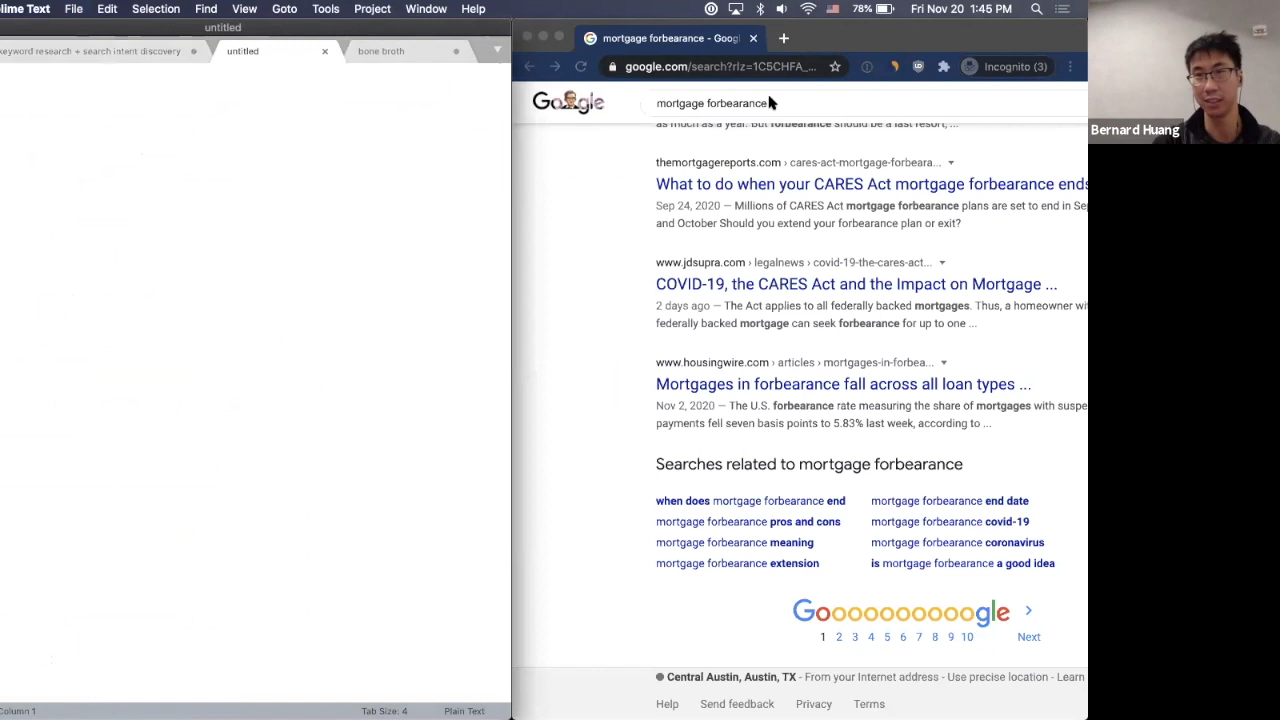 lime Text File Edit Selection Find View Goto Tools Project Window Help
78% Fri Nov 20 1:45 PM
untitled
keyword research + search intent discovery
untitled
bone broth
mortgage forbearance - Goog
google.com/search?rlz=1C5CHFA_...
Incognito (3)
Google
mortgage forbearance
as much as a year. But forbearance should be a last resort, ...
themortgagereports.com › cares-act-mortgage-forbeara...
What to do when your CARES Act mortgage forbearance ends
Sep 24, 2020 — Millions of CARES Act mortgage forbearance plans are set to end in Sep
and October Should you extend your forbearance plan or exit?
www.jdsupra.com › legalnews › covid-19-the-cares-act...
COVID-19, the CARES Act and the Impact on Mortgage ...
2 days ago — The Act applies to all federally backed mortgages. Thus, a homeowner wi
federally backed mortgage can seek forbearance for up to one ...
www.housingwire.com › articles › mortgages-in-forbea...
Mortgages in forbearance fall across all loan types ...
Nov 2, 2020 — The U.S. forbearance rate measuring the share of mortgages with suspe
payments fell seven basis points to 5.83% last week, according to ...
Searches related to mortgage forbearance
when does mortgage forbearance end
mortgage forbearance end date
mortgage forbearance pros and cons
mortgage forbearance covid-19
mortgage forbearance meaning
mortgage forbearance coronavirus
mortgage forbearance extension
is mortgage forbearance a good idea
Goooooooooogle
1 2 3 4 5 6 7 8 9 10 Next
Central Austin, Austin, TX - From your Internet address - Use precise location - Learn
Help Send feedback Privacy Terms
Column 1
Tab Size: 4
Plain Text
Bernard Huang